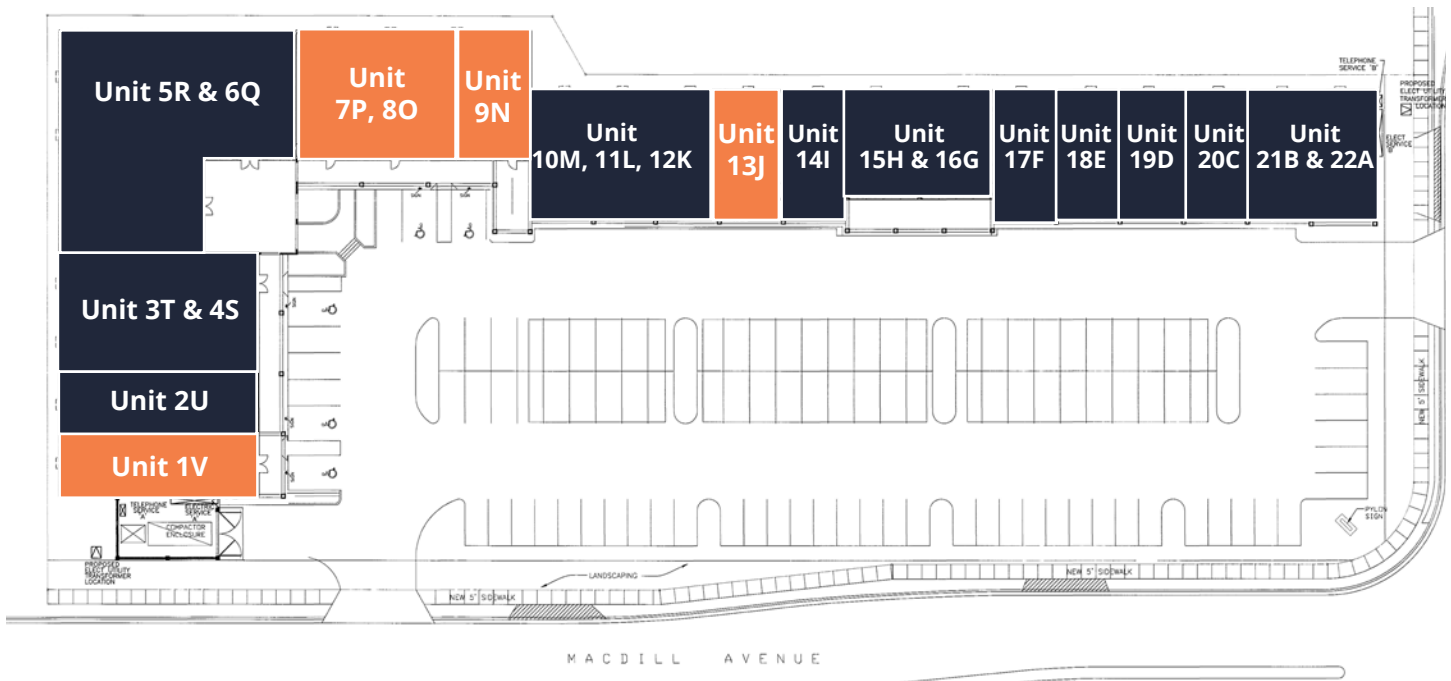 Unit 5R & 6Q
Unit
7P, 8O
Unit
9N
Unit
10M, 11L, 12K
Unit
13J
Unit
14I
Unit
15H & 16G
Unit
17F
Unit
18E
Unit
19D
Unit
20C
Unit
21B & 22A
TELEPHONE
SERVICE "B"
PROPOSED
ELECT UTILITY
TRANSFORMER
LOCATION
ELECT
SERVICE
"B"
SIGN
SIGN
Unit 3T & 4S
Unit 2U
Unit 1V
NEW 5" SIDEWALK
TELEPHONE
SERVICE
"A"
ELECTRIC
SERVICE
"A"
COMPACTOR
ENCLOSURE
PROPOSED
ELECT UTILITY
TRANSFORMER
LOCATION
PYLON
SIGN
LANDSCAPING
NEW 5" SIDEWALK
NEW 5" SIDEWALK
MACDILL AVENUE